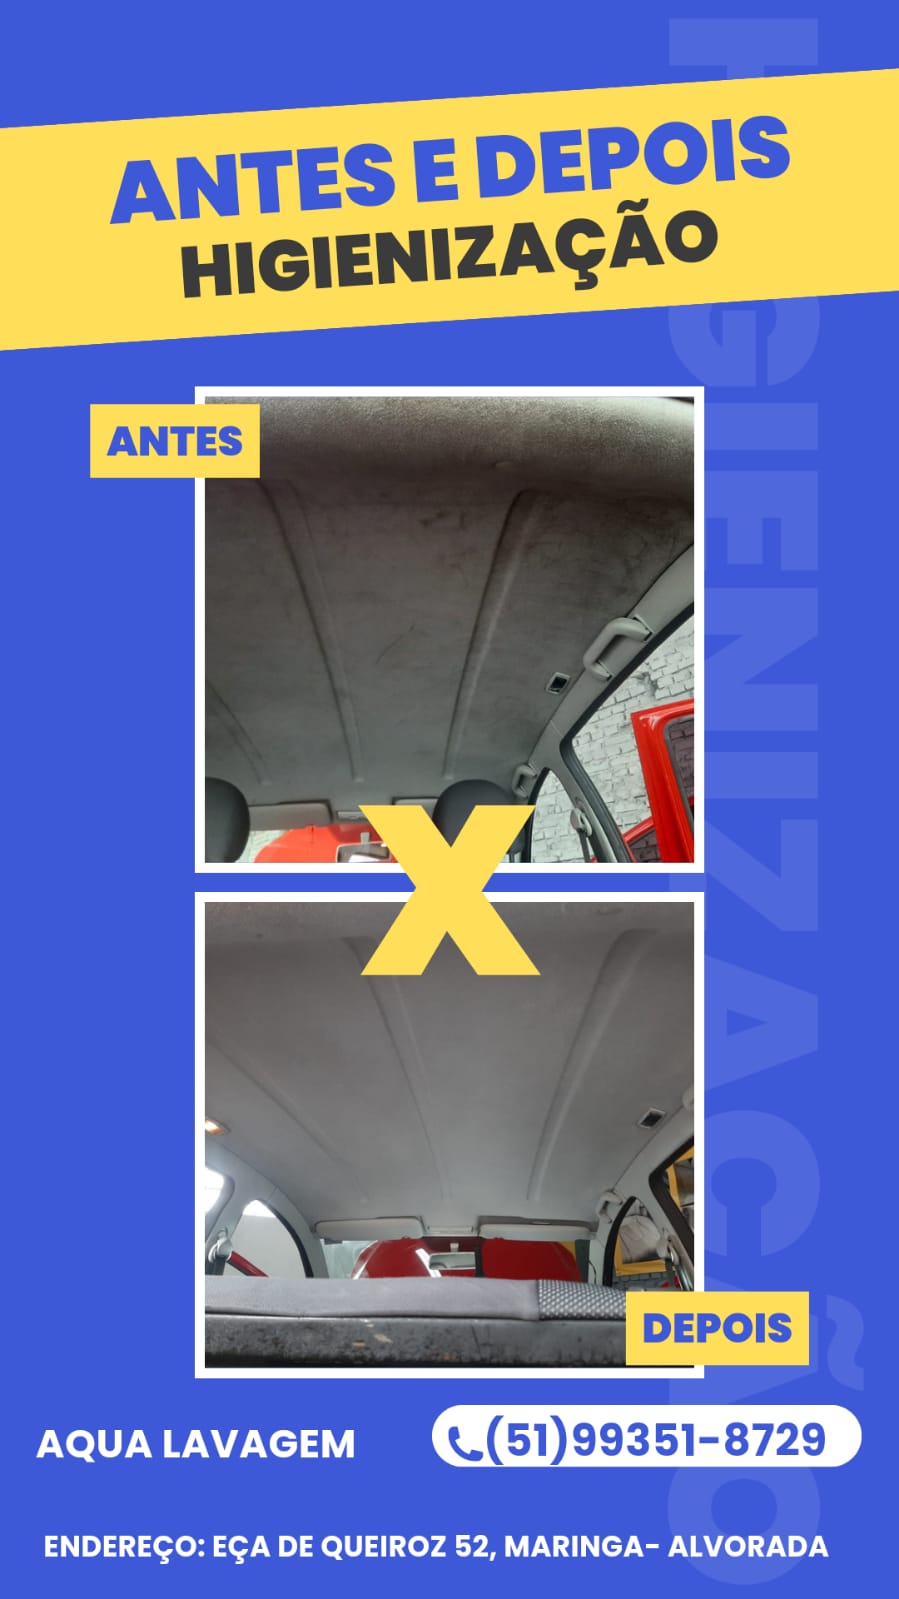 ANTES E DEPOIS
HIGIENIZAÇÃO
ANTES
X
DEPOIS
AQUA LAVAGEM
(51)99351-8729
ENDEREÇO: EÇA DE QUEIROZ 52, MARINGA- ALVORADA
HIGIENIZAÇÃO